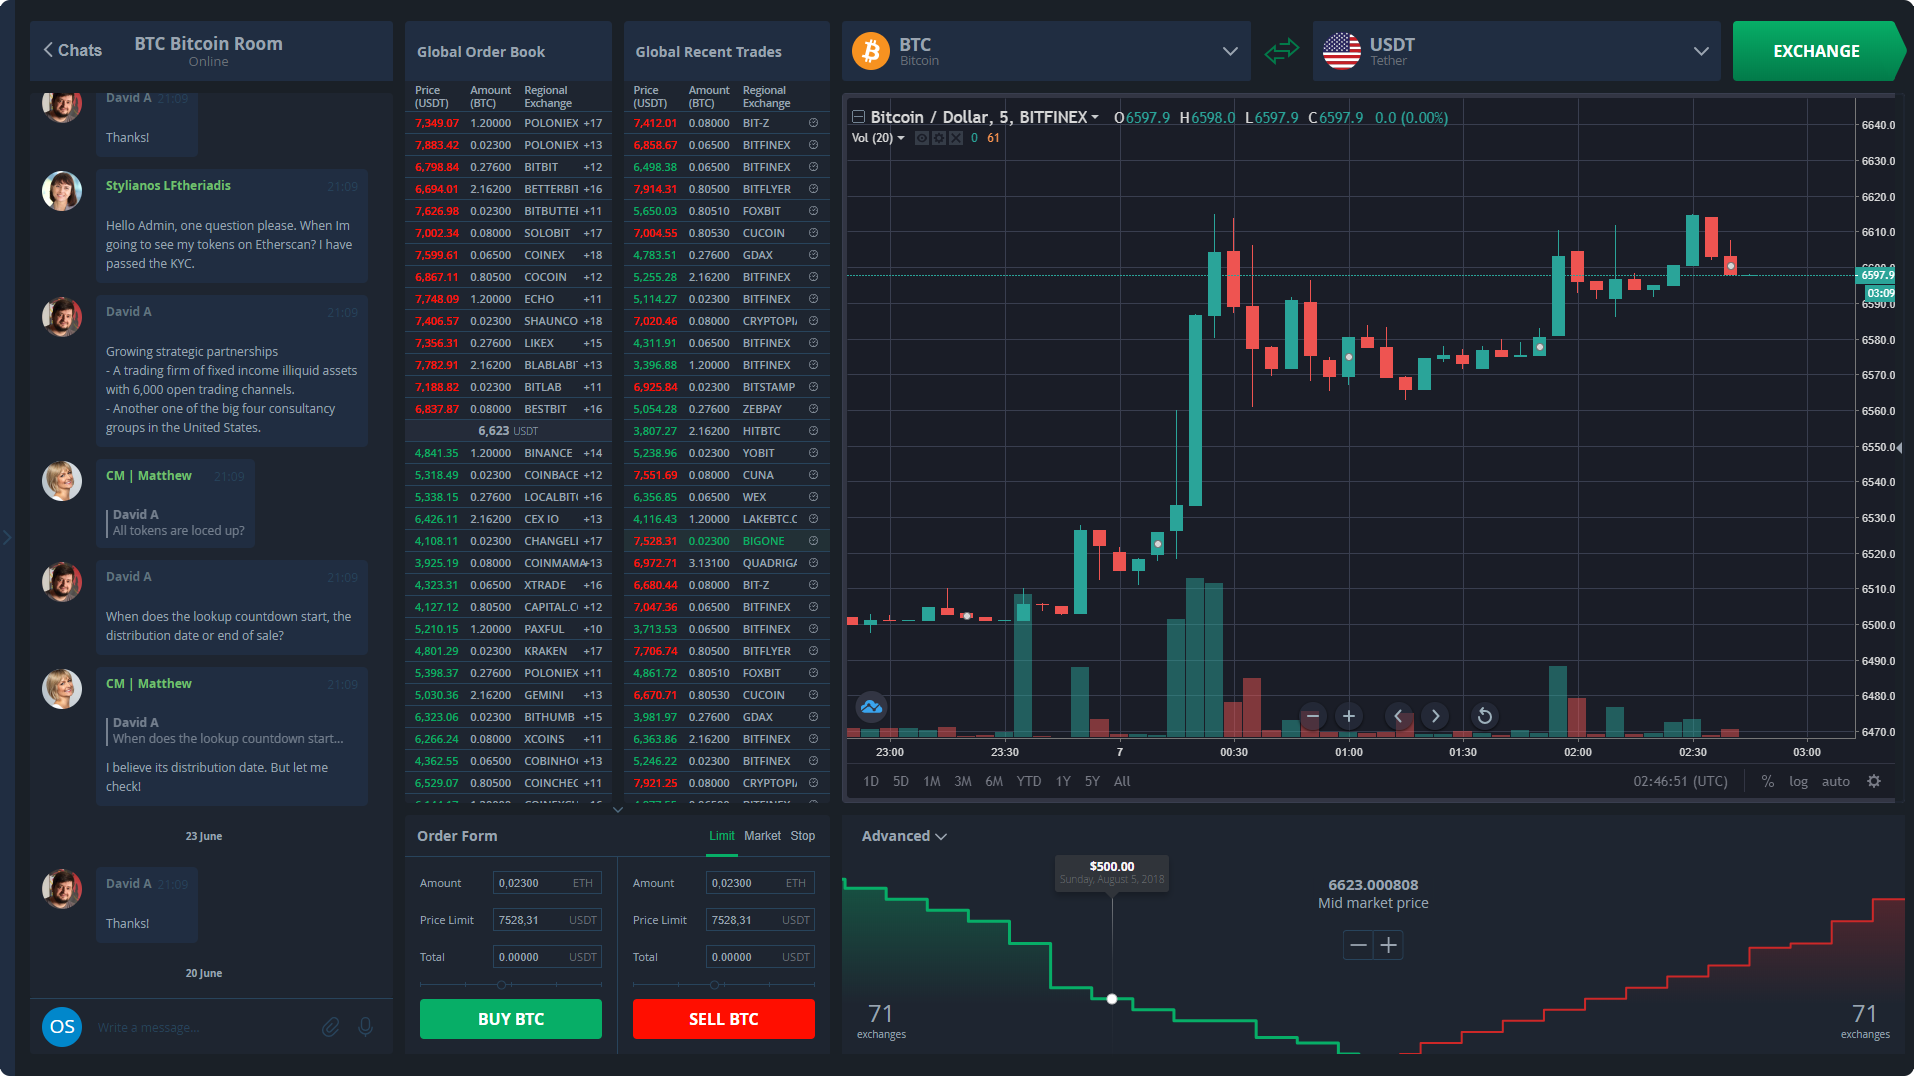 Chats
BTC Bitcoin Room
Online
David A 21:09
Thanks!
Stylianos LFtheriadis 21:09
Hello Admin, one question please. When Im
going to see my tokens on Etherscan? I have
passed the KYC.
David A 21:09
Growing strategic partnerships
- A trading firm of fixed income illiquid assets
with 6,000 open trading channels.
- Another one of the big four consultancy
groups in the United States.
CM | Matthew 21:09
David A
All tokens are loced up?
David A 21:09
When does the lookup countdown start, the
distribution date or end of sale?
CM | Matthew 21:09
David A
When does the lookup countdown start...
I believe its distribution date. But let me
check!
23 June
David A 21:09
Thanks!
20 June
OS Write a message...
Global Order Book
Price (USDT) Amount (BTC) Regional Exchange
7,349.07 1.20000 POLONIEX +17
7,883.42 0.02300 POLONIEX +13
6,798.84 0.27600 BITBIT +12
6,694.01 2.16200 BETTERBIT +16
7,626.98 0.02300 BITBUTTEI +11
7,002.34 0.08000 SOLOBIT +17
7,599.61 0.06500 COINEX +18
6,867.11 0.80500 COCOIN +12
7,748.09 1.20000 ECHO +11
7,406.57 0.02300 SHAUNCO +18
7,356.31 0.27600 LIKEX +15
7,782.91 2.16200 BLABLABI +13
7,188.82 0.02300 BITLAB +11
6,837.87 0.08000 BESTBIT +16
6,623 USDT
4,841.35 1.20000 BINANCE +14
5,318.49 0.02300 COINBACE +12
5,338.15 0.27600 LOCALBIT( +16
6,426.11 2.16200 CEX IO +13
4,108.11 0.02300 CHANGELI +17
3,925.19 0.08000 COINMAMA +13
4,323.31 0.06500 XTRADE +16
4,127.12 0.80500 CAPITAL.C( +12
5,210.15 1.20000 PAXFUL +10
4,801.29 0.02300 KRAKEN +17
5,398.37 0.27600 POLONIEX +11
5,030.36 2.16200 GEMINI +13
6,323.06 0.02300 BITHUMB +15
6,266.24 0.08000 XCOINS +11
4,362.55 0.06500 COBINHO( +13
6,529.07 0.80500 COINCHEC +11
Global Recent Trades
Price (USDT) Amount (BTC) Regional Exchange
7,412.01 0.08000 BIT-Z
6,858.67 0.06500 BITFINEX
6,498.38 0.06500 BITFINEX
7,914.31 0.80500 BITFLYER
5,650.03 0.80510 FOXBIT
7,004.55 0.80530 CUCOIN
4,783.51 0.27600 GDAX
5,255.28 2.16200 BITFINEX
5,114.27 0.02300 BITFINEX
7,020.46 0.08000 CRYPTOPI
4,311.91 0.06500 BITFINEX
3,396.88 1.20000 BITFINEX
6,925.84 0.02300 BITSTAMP
5,054.28 0.27600 ZEBPAY
3,807.27 2.16200 HITBTC
5,238.96 0.02300 YOBIT
7,551.69 0.08000 CUNA
6,356.85 0.06500 WEX
4,116.43 1.20000 LAKEBTC.C
7,528.31 0.02300 BIGONE
6,972.71 3.13100 QUADRIGA
6,680.44 0.08000 BIT-Z
7,047.36 0.06500 BITFINEX
3,713.53 0.06500 BITFINEX
7,706.74 0.80500 BITFLYER
4,861.72 0.80510 FOXBIT
6,670.71 0.80530 CUCOIN
3,981.97 0.27600 GDAX
6,363.86 2.16200 BITFINEX
5,246.22 0.02300 BITFINEX
7,921.25 0.08000 CRYPTOPI
BTC
Bitcoin
USDT
Tether
EXCHANGE
Bitcoin / Dollar, 5, BITFINEX O6597.9 H6598.0 L6597.9 C6597.9 0.0 (0.00%)
Vol (20) 0 61
6640.0
6630.0
6620.0
6610.0
6600.0
6597.9
03:09
6590.0
6580.0
6570.0
6560.0
6550.0
6540.0
6530.0
6520.0
6510.0
6500.0
6490.0
6480.0
6470.0
23:00 23:30 7 00:30 01:00 01:30 02:00 02:30 03:00
1D 5D 1M 3M 6M YTD 1Y 5Y All 02:46:51 (UTC) % log auto
Order Form Limit Market Stop
Amount 0,02300 ETH
Price Limit 7528,31 USDT
Total 0.00000 USDT
BUY BTC
Amount 0,02300 ETH
Price Limit 7528,31 USDT
Total 0.00000 USDT
SELL BTC
Advanced
$500.00
Sunday, August 5, 2018
6623.000808
Mid market price
71
exchanges
71
exchanges